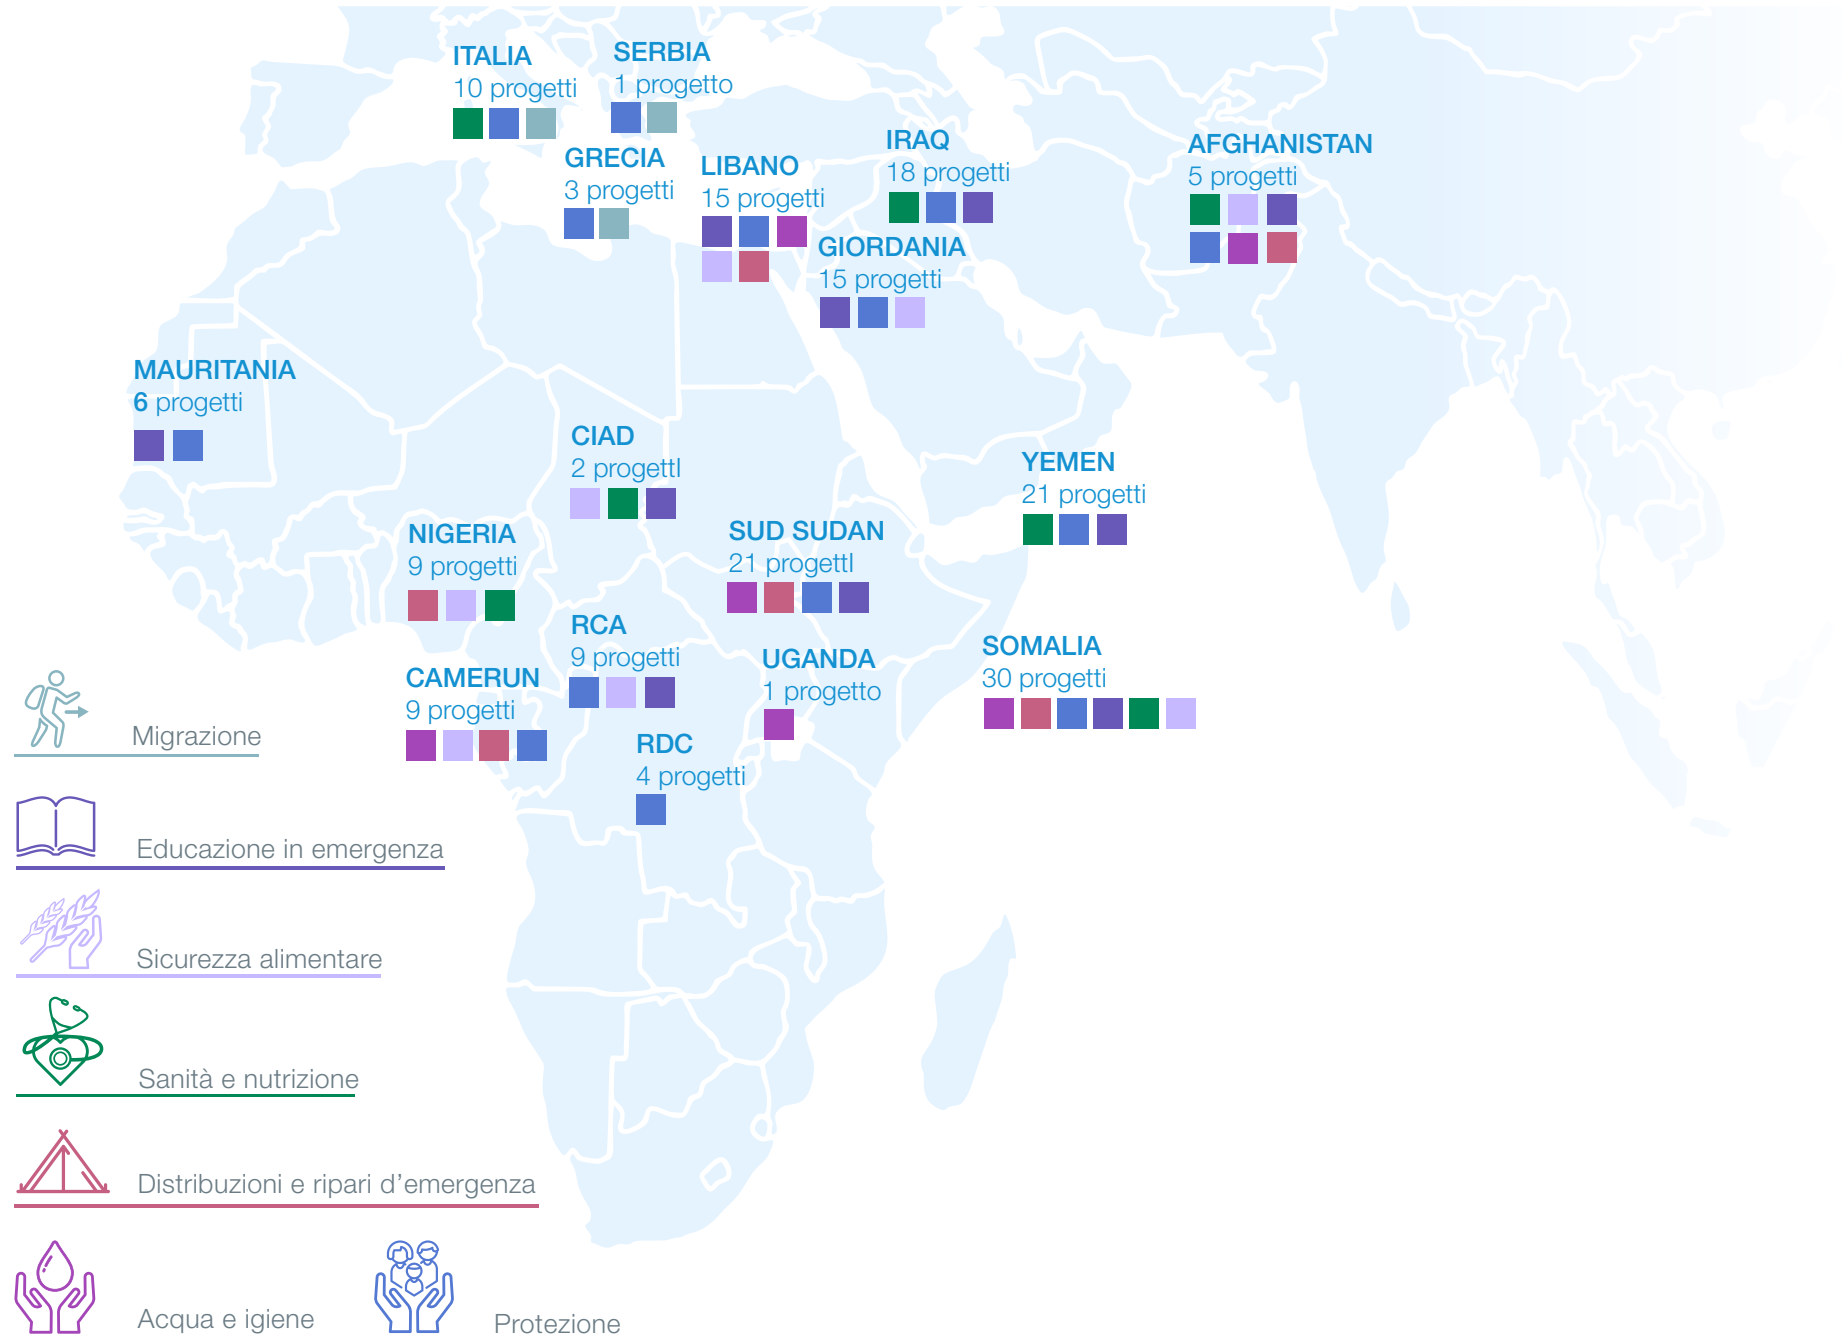 ITALIA
10 progetti
SERBIA
1 progetto
GRECIA
3 progetti
LIBANO
15 progetti
IRAQ
18 progetti
GIORDANIA
15 progetti
AFGHANISTAN
5 progetti
MAURITANIA
6 progetti
CIAD
2 progettI
NIGERIA
9 progetti
SUD SUDAN
21 progettI
YEMEN
21 progetti
RCA
9 progetti
CAMERUN
9 progetti
UGANDA
1 progetto
SOMALIA
30 progetti
RDC
4 progetti
Migrazione
Educazione in emergenza
Sicurezza alimentare
Sanità e nutrizione
Distribuzioni e ripari d’emergenza
Acqua e igiene
Protezione